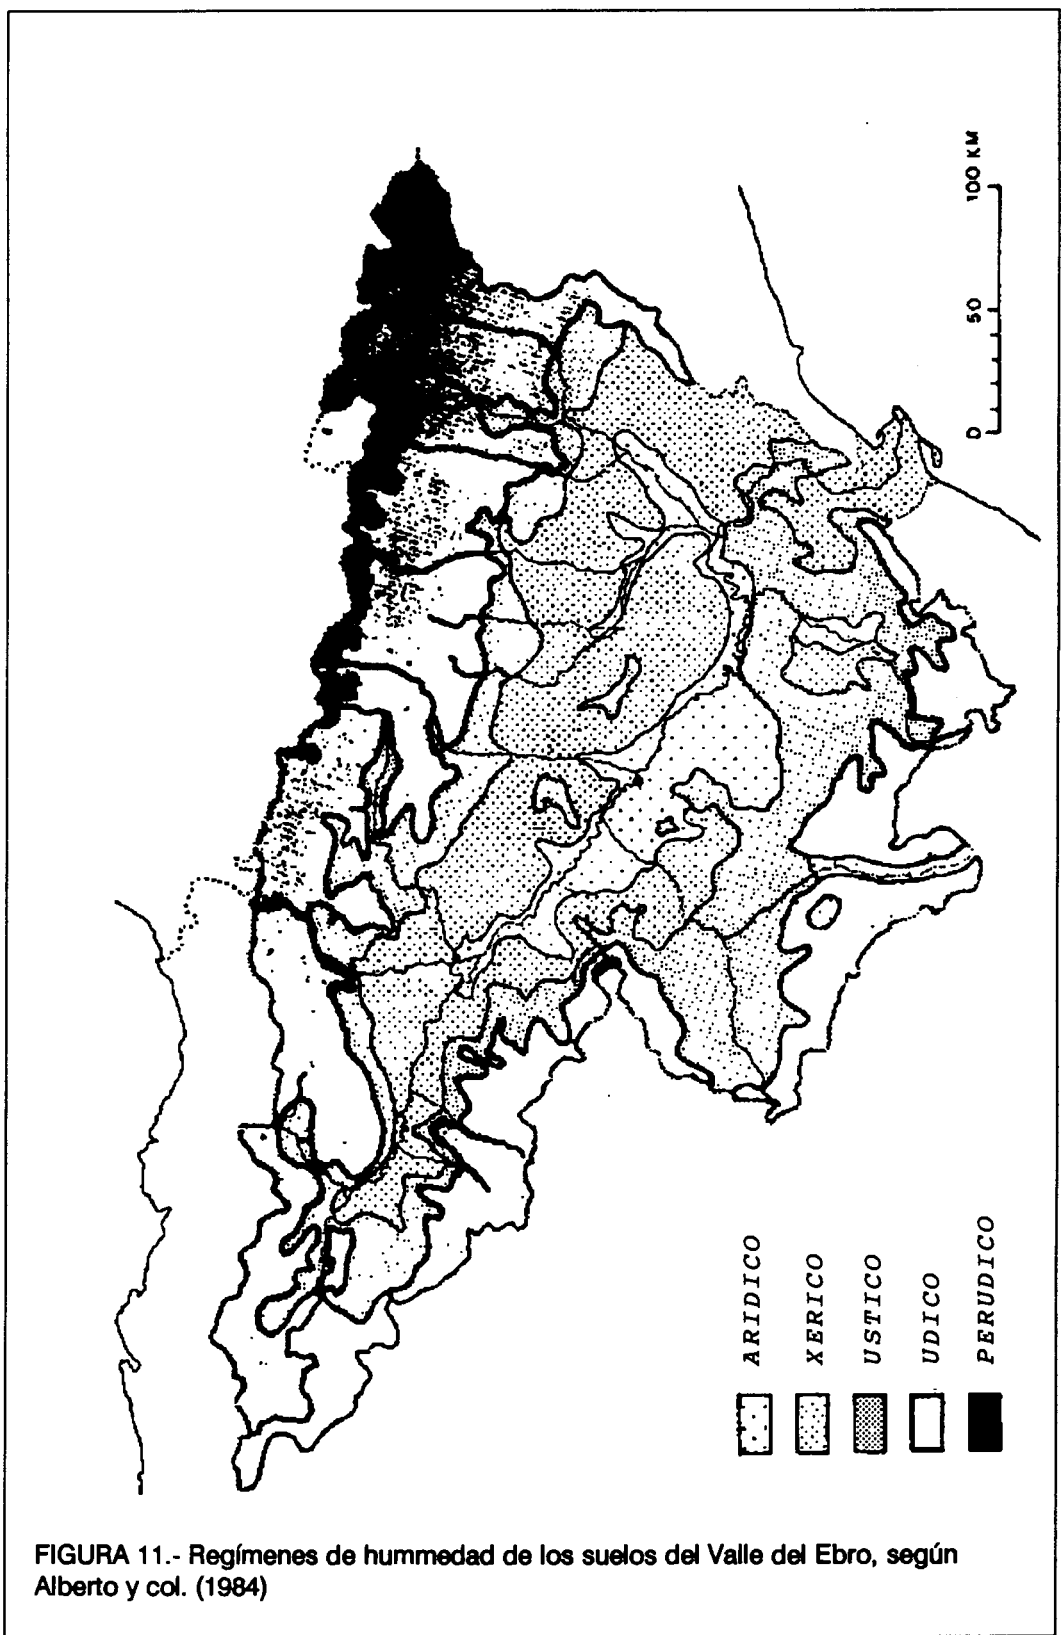 0 50 100 KM
ARIDICO
XERICO
USTICO
UDICO
PERUDICO
FIGURA 11.- Regímenes de hummedad de los suelos del Valle del Ebro, según
Alberto y col. (1984)